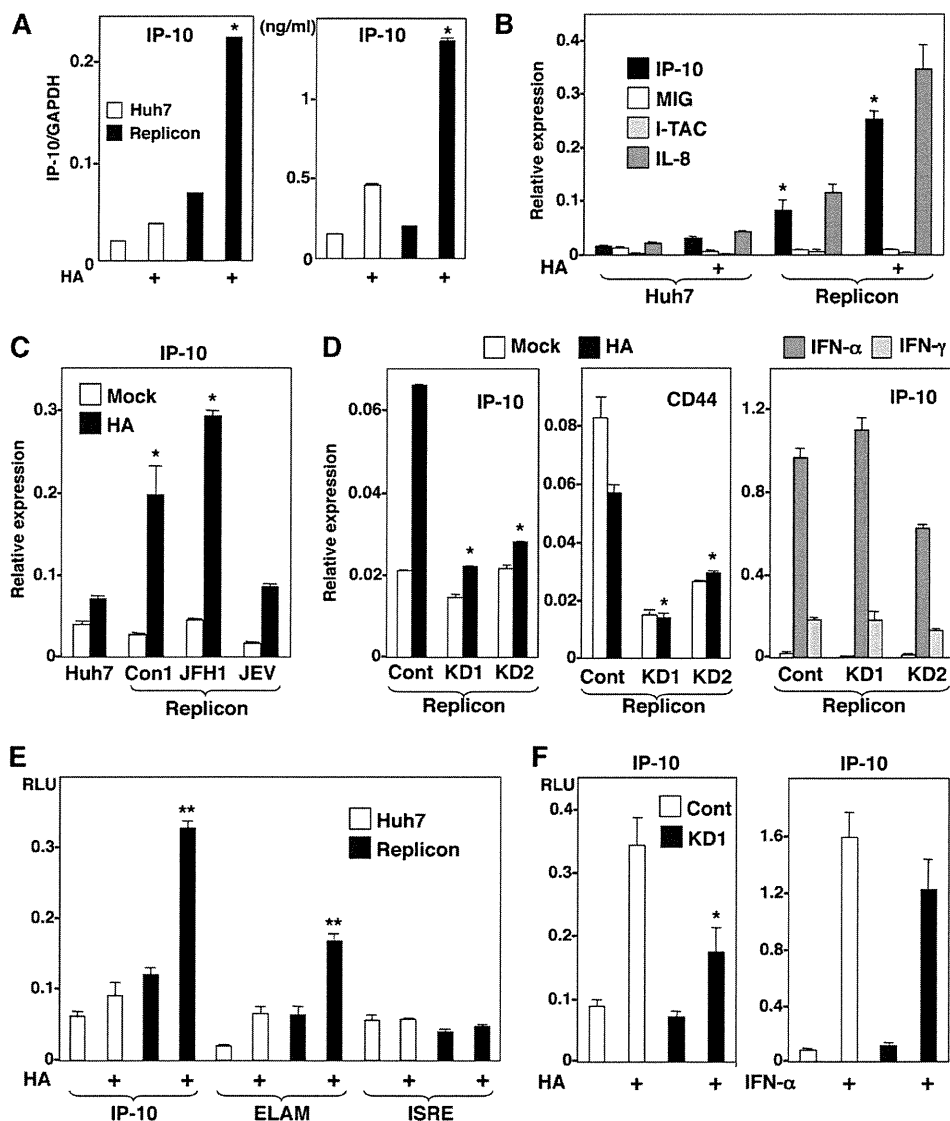 A
IP-10
(ng/ml)
IP-10
IP-10/GAPDH
0.2
0.1
0
1
0.5
0
Huh7
Replicon
*
*
HA + +
+ +
B
Relative expression
0.4
0.3
0.2
0.1
0
IP-10
MIG
I-TAC
IL-8
*
*
HA + +
Huh7 Replicon
C
IP-10
Relative expression
0.3
0.2
0.1
0
Mock
HA
*
*
Huh7 Con1 JFH1 JEV
Replicon
D
Mock HA
IFN-α IFN-γ
Relative expression
IP-10
0.06
0.04
0.02
0
*
*
Cont KD1 KD2
Replicon
CD44
0.08
0.06
0.04
0.02
0
*
*
Cont KD1 KD2
Replicon
IP-10
1.2
0.8
0.4
0
Cont KD1 KD2
Replicon
E
RLU
0.3
0.2
0.1
0
Huh7
Replicon
**
**
HA + + + + + +
IP-10 ELAM ISRE
F
IP-10
RLU
0.4
0.3
0.2
0.1
0
Cont
KD1
*
HA + +
IP-10
1.6
1.2
0.8
0.4
0
IFN-α + +